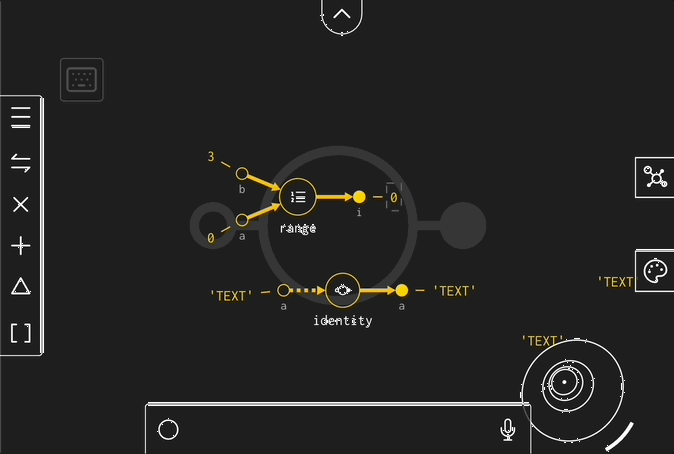 3
b
0
i
a
0
range
'TEXT'
'TEXT'
'TEXT'
a
a
identity
'TEXT'
[]